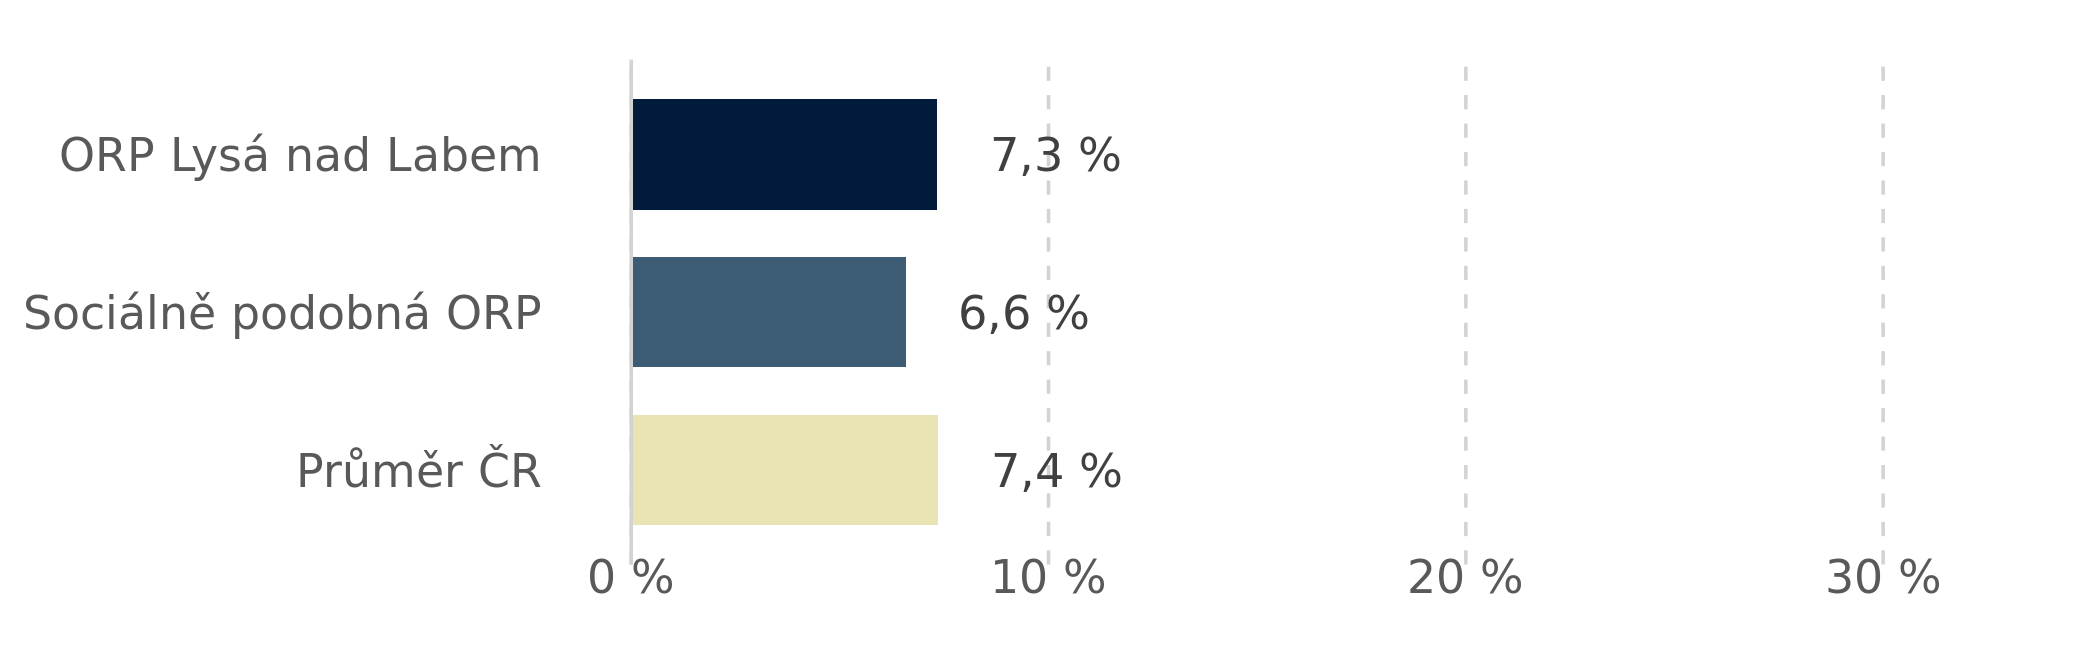 ORP Lysá nad Labem 7,3 %
Sociálně podobná ORP 6,6 %
Průměr ČR 7,4 %
0 % 10 % 20 % 30 %